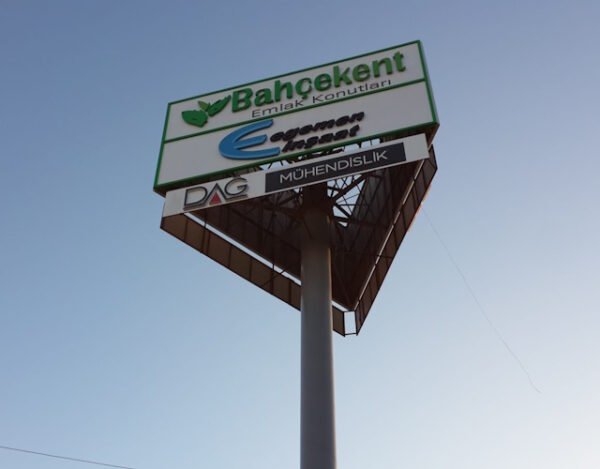 Bahçekent
Emlak Konutları
Egemen
İnşaat
DAG MÜHENDİSLİK